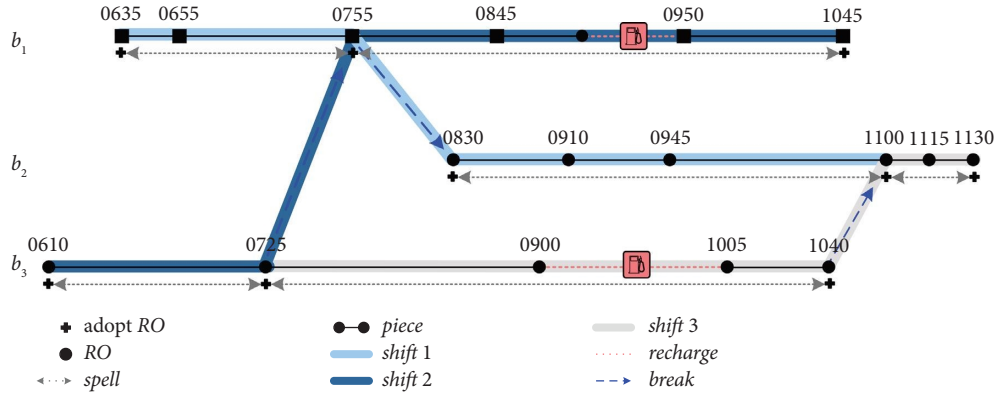 0635 0655 0755 0845 0950 1045
b1
0830 0910 0945 1100 1115 1130
b2
0610 0725 0900 1005 1040
b3
adopt RO piece shift 3
RO shift 1 recharge
spell shift 2 break